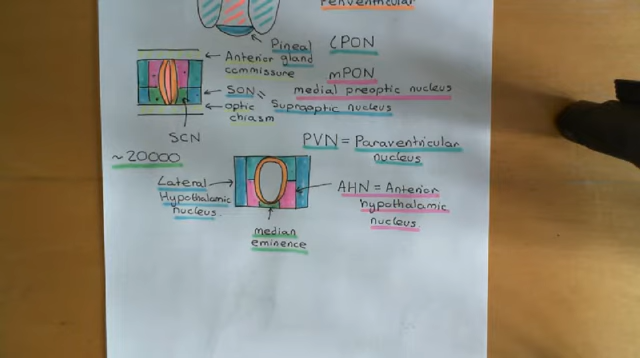 Periventricular
Pineal
gland
LPON
Anterior
commissure
mPON
medial preoptic nucleus
SON =
Supraoptic nucleus
optic
chiasm
SCN
PVN = Paraventricular
nucleus
~20000
Lateral
Hypothalamic
nucleus.
AHN = Anterior
hypothalamic
nucleus
median
eminence